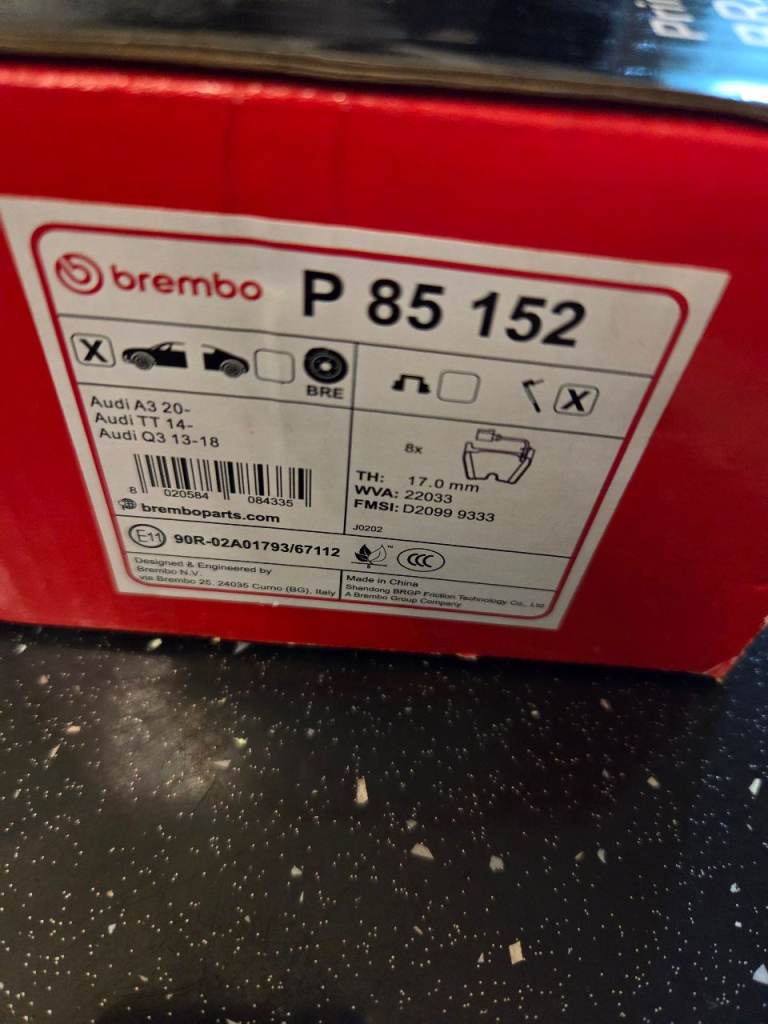 brembo P 85 152
X
BRE
X
Audi A3 20-
Audi TT 14-
Audi Q3 13-18
8x
TH: 17.0 mm
WVA: 22033
FMSI: D2099 9333
8 020584 084335
bremboparts.com
J0202
E11 90R-02A01793/67112
CCC
Designed & Engineered by
Brembo N.V.
via Brembo 25, 24035 Curno (BG), Italy
Made in China
Shandong BRGP Friction Technology Co., Ltd
A Brembo Group Company